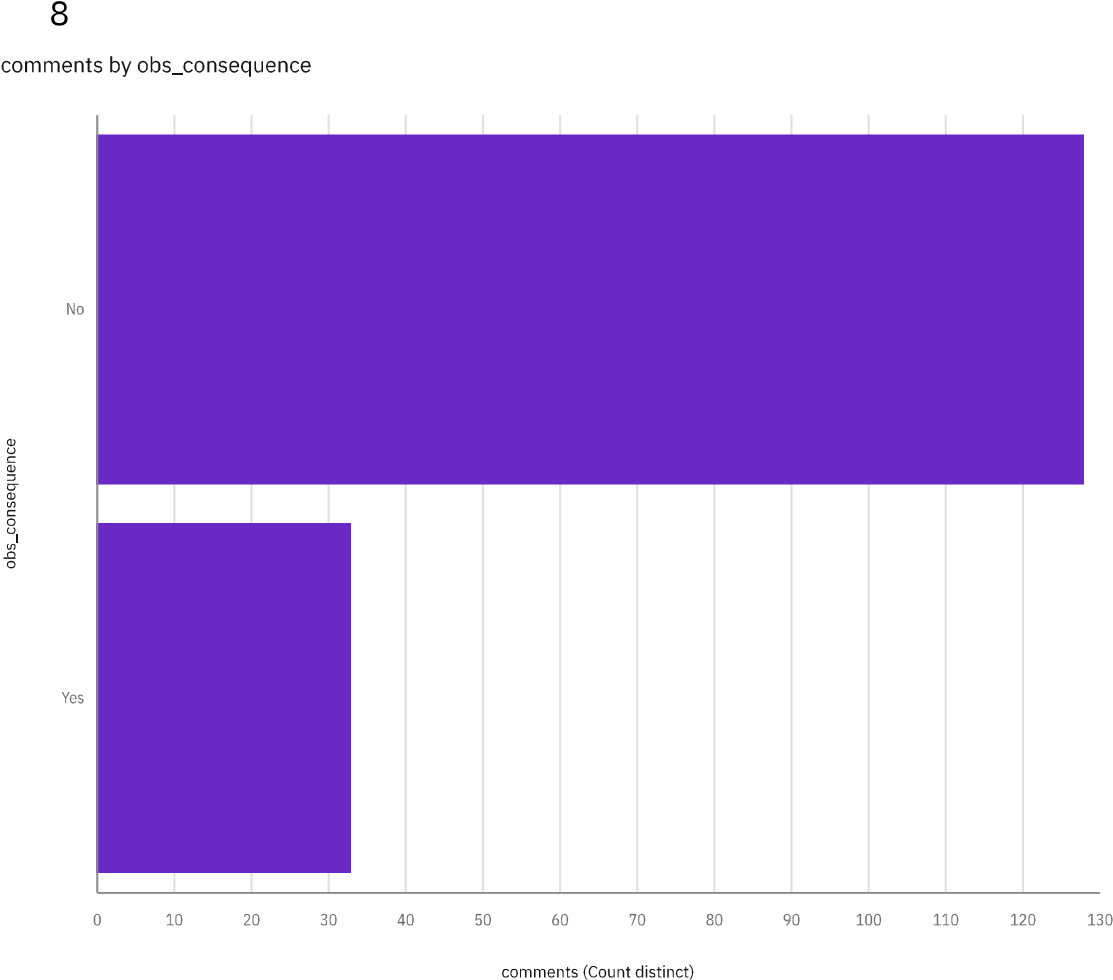 8
comments by obs_consequence
No
obs_consequence
Yes
0 10 20 30 40 50 60 70 80 90 100 110 120 130
comments (Count distinct)